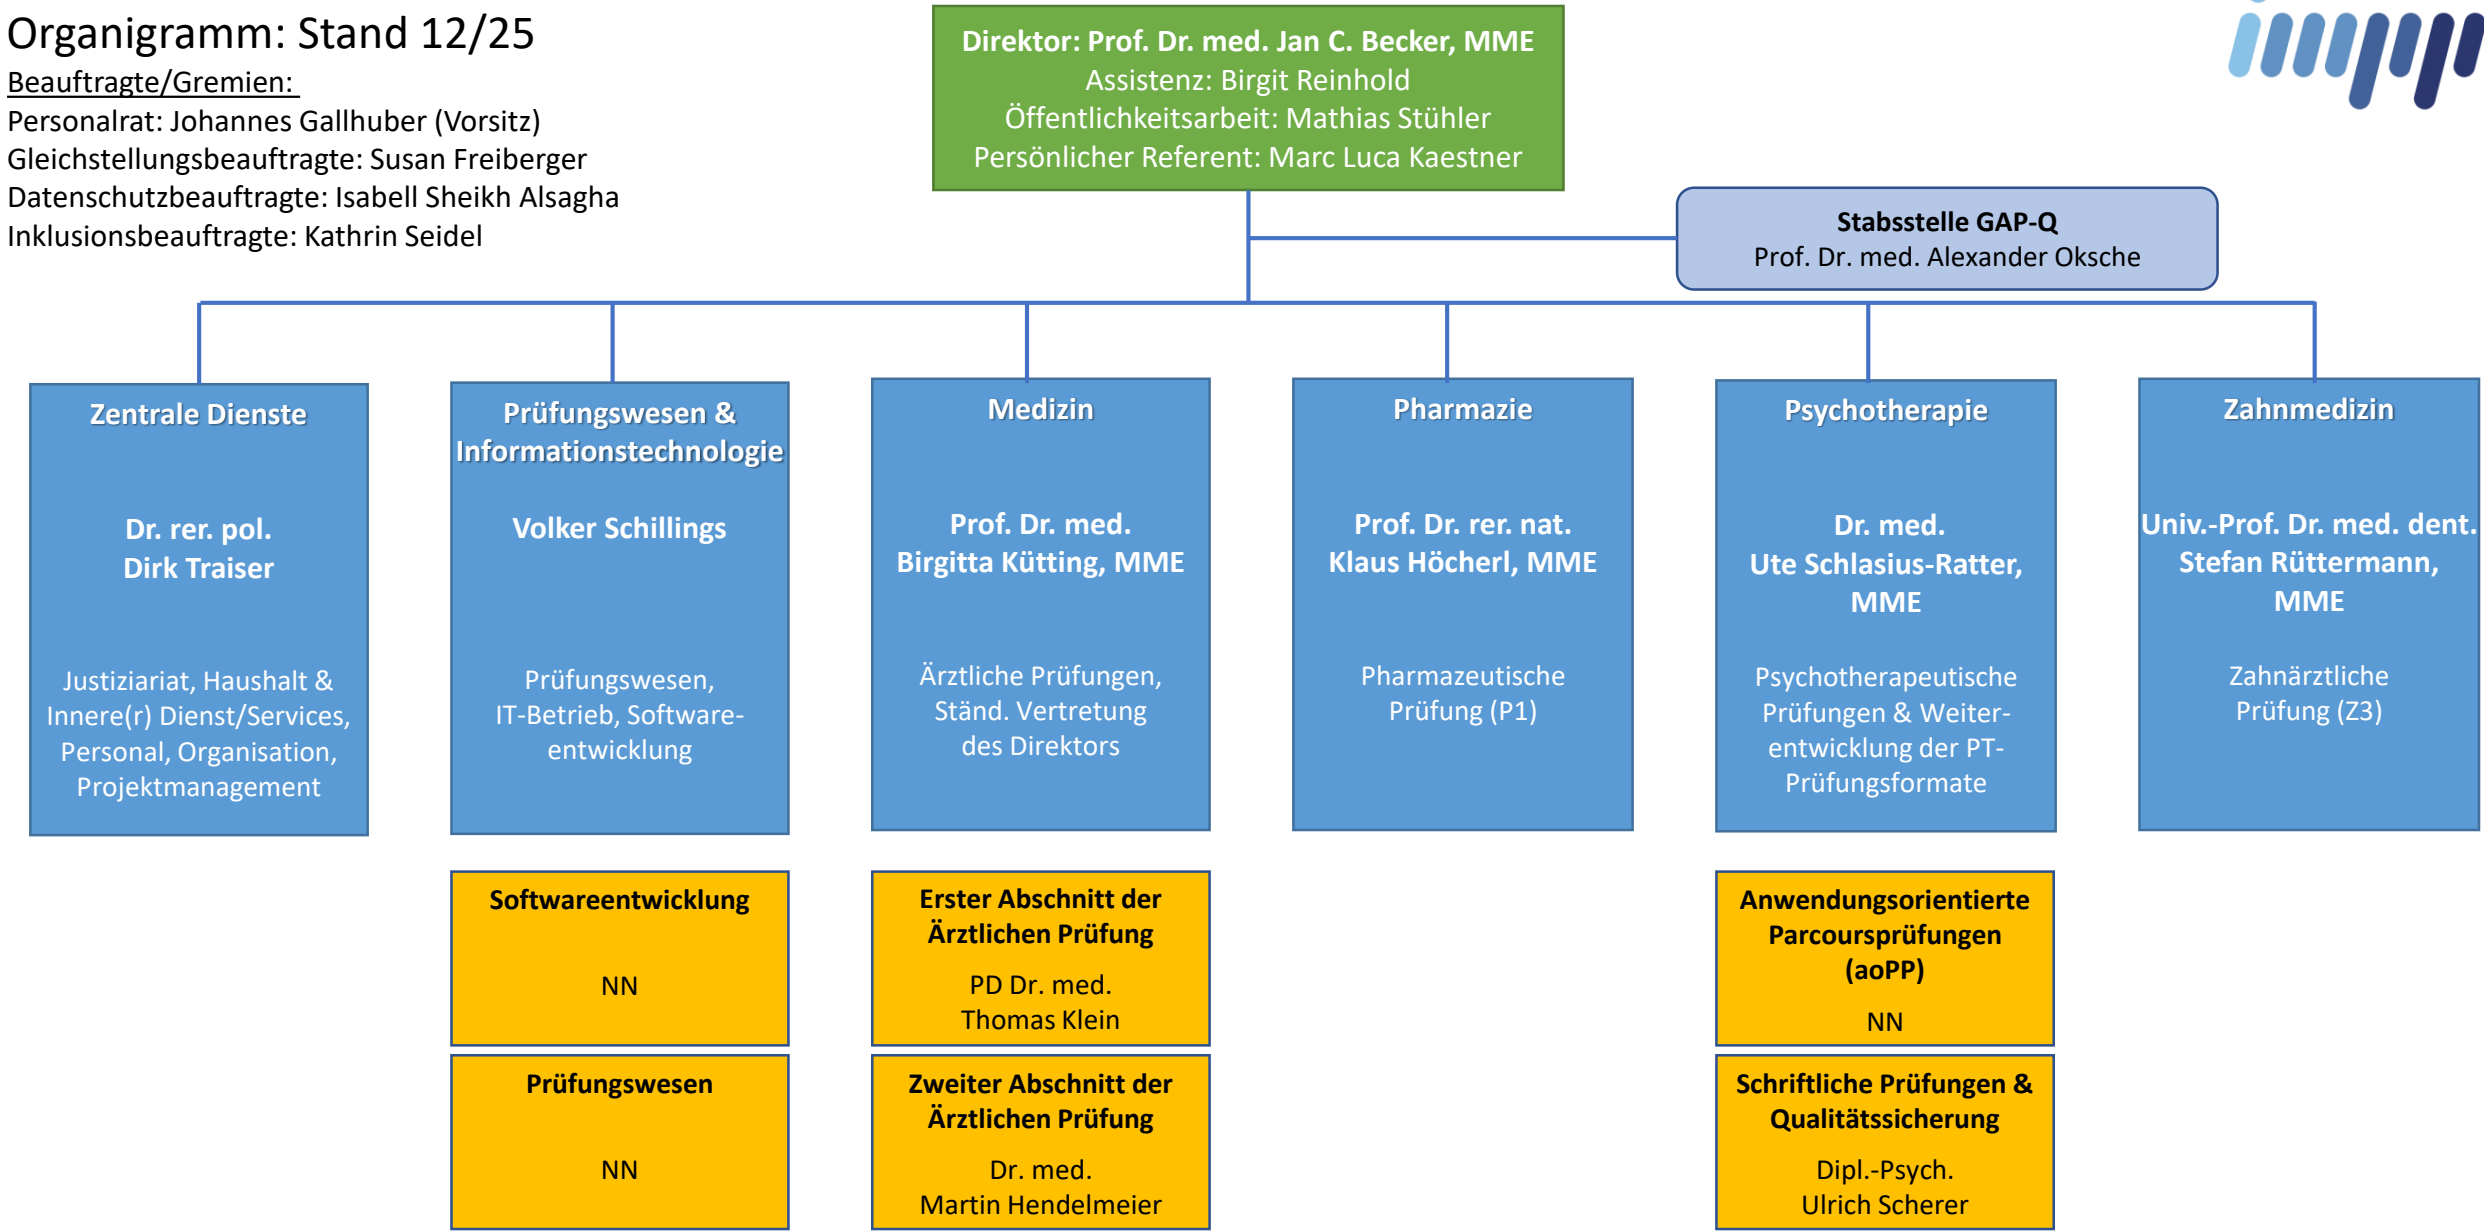 Organigramm: Stand 12/25
Beauftragte/Gremien:
Personalrat: Johannes Gallhuber (Vorsitz)
Gleichstellungsbeauftragte: Susan Freiberger
Datenschutzbeauftragte: Isabell Sheikh Alsagha
Inklusionsbeauftragte: Kathrin Seidel
Direktor: Prof. Dr. med. Jan C. Becker, MME
Assistenz: Birgit Reinhold
Öffentlichkeitsarbeit: Mathias Stühler
Persönlicher Referent: Marc Luca Kaestner
impp
Stabsstelle GAP-Q
Prof. Dr. med. Alexander Oksche
Zentrale Dienste
Dr. rer. pol.
Dirk Traiser
Justiziariat, Haushalt &
Innere(r) Dienst/Services,
Personal, Organisation,
Projektmanagement
Prüfungswesen &
Informationstechnologie
Volker Schillings
Prüfungswesen,
IT-Betrieb, Software-
entwicklung
Medizin
Prof. Dr. med.
Birgitta Kütting, MME
Ärztliche Prüfungen,
Ständ. Vertretung
des Direktors
Pharmazie
Prof. Dr. rer. nat.
Klaus Höcherl, MME
Pharmazeutische
Prüfung (P1)
Psychotherapie
Dr. med.
Ute Schlasius-Ratter,
MME
Psychotherapeutische
Prüfungen & Weiter-
entwicklung der PT-
Prüfungsformate
Zahnmedizin
Univ.-Prof. Dr. med. dent.
Stefan Rüttermann,
MME
Zahnärztliche
Prüfung (Z3)
Softwareentwicklung
NN
Erster Abschnitt der
Ärztlichen Prüfung
PD Dr. med.
Thomas Klein
Anwendungsorientierte
Parcoursprüfungen
(aoPP)
NN
Prüfungswesen
NN
Zweiter Abschnitt der
Ärztlichen Prüfung
Dr. med.
Martin Hendelmeier
Schriftliche Prüfungen &
Qualitätssicherung
Dipl.-Psych.
Ulrich Scherer